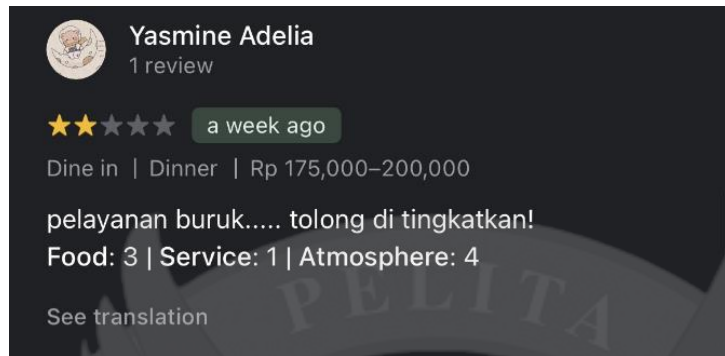 Yasmine Adelia
1 review
a week ago
Dine in | Dinner | Rp 175,000–200,000
pelayanan buruk..... tolong di tingkatkan!
Food: 3 | Service: 1 | Atmosphere: 4
PELITA
See translation